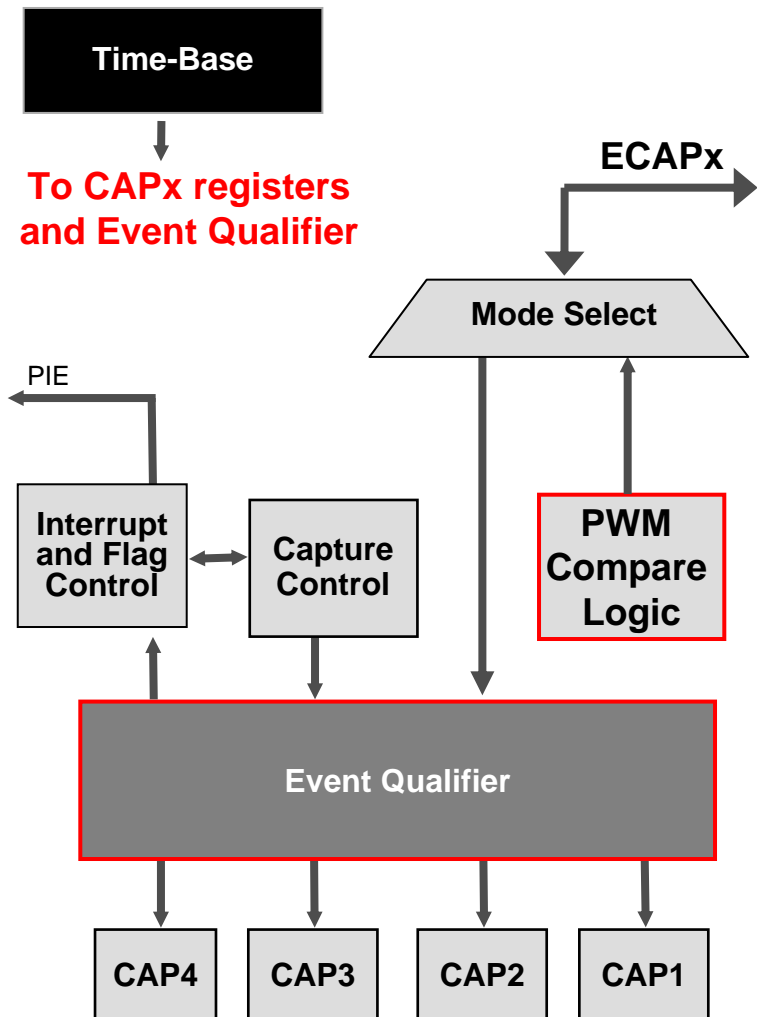 Time-Base
To CAPx registers
and Event Qualifier
ECAPx
Mode Select
PIE
Interrupt
and Flag
Control
Capture
Control
PWM
Compare
Logic
Event Qualifier
CAP4
CAP3
CAP2
CAP1